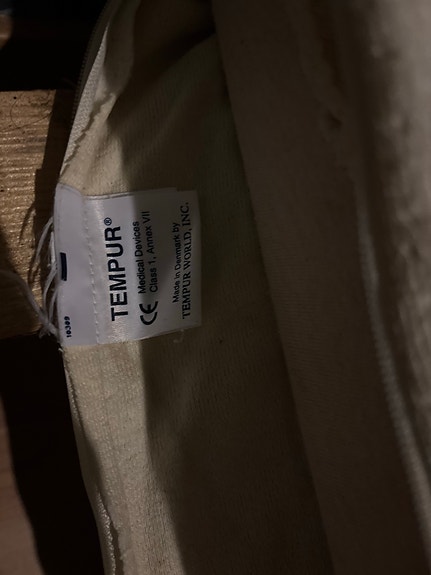 TEMPUR®
CE Medical Devices
Class 1, Annex VII
Made in Denmark by
TEMPUR WORLD, INC.